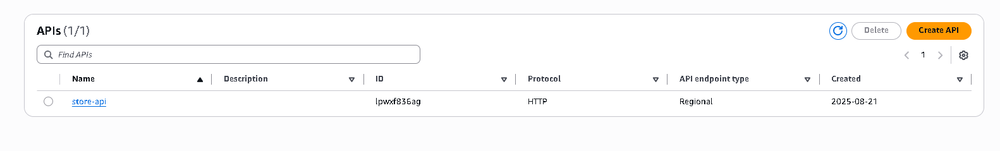 APIs (1/1)
Delete
Create API
Find APIs
1
Name Description ID Protocol API endpoint type Created
store-api lpwxf836ag HTTP Regional 2025-08-21